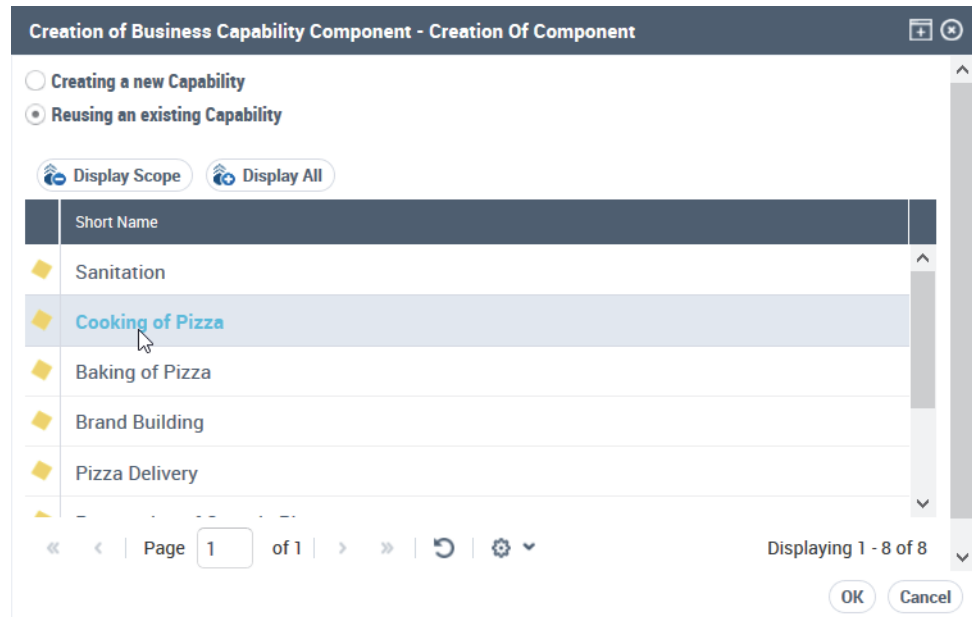 Creation of Business Capability Component - Creation Of Component
Creating a new Capability
Reusing an existing Capability
Display Scope Display All
Short Name
Sanitation
Cooking of Pizza
Baking of Pizza
Brand Building
Pizza Delivery
Page 1 of 1 Displaying 1 - 8 of 8
OK Cancel